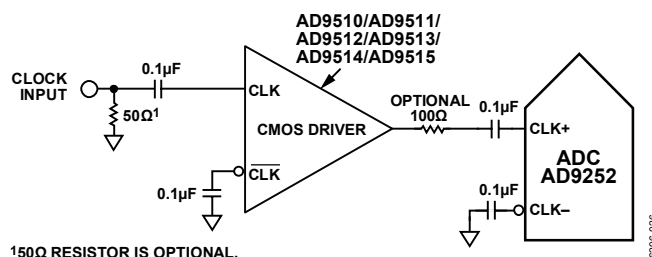 AD9510/AD9511/
AD9512/AD9513/
AD9514/AD9515
CLOCK
INPUT
0.1µF
50Ω¹
CLK
CMOS DRIVER
CLK
0.1µF
OPTIONAL
100Ω
0.1µF
CLK+
ADC
AD9252
0.1µF
CLK–
¹50Ω RESISTOR IS OPTIONAL.